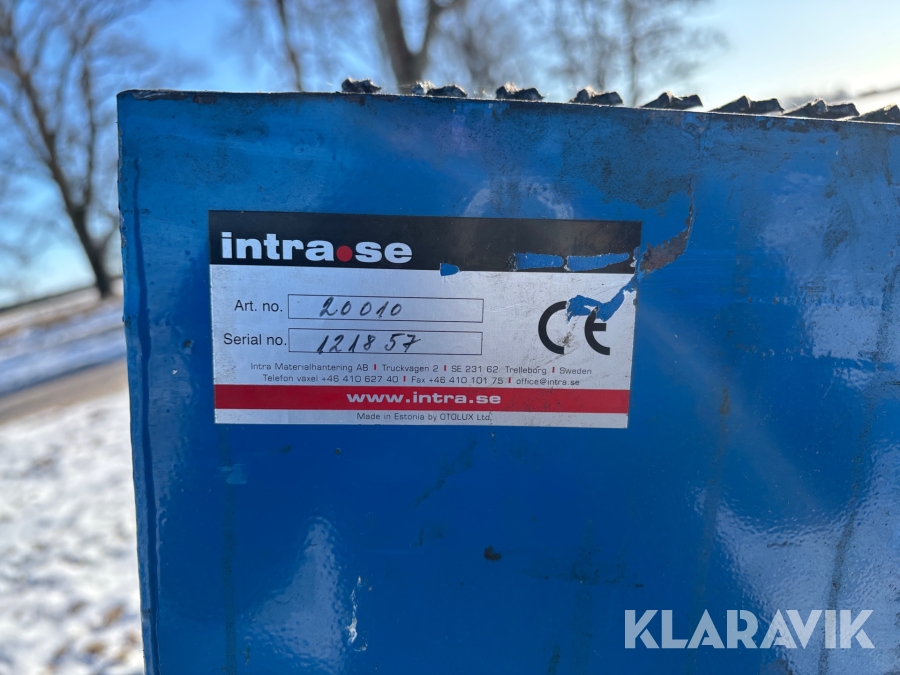 intra.se
Art. no. 20010
Serial no. 121857
CE
Intra Materialhantering AB | Truckvägen 2 | SE 231 62 Trelleborg | Sweden
Telefon växel +46 410 627 40 | Fax +46 410 101 75 | office@intra.se
www.intra.se
Made in Estonia by OTOLUX Ltd.
KLARAVIK